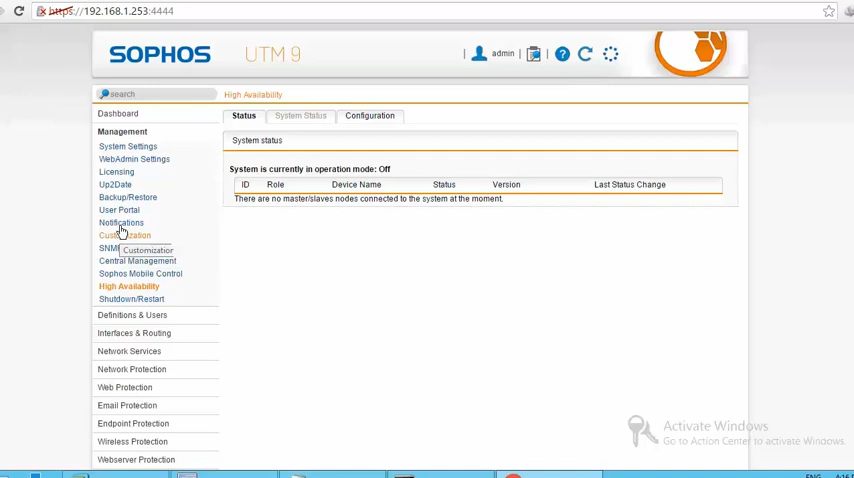 https://192.168.1.253:4444
SOPHOS UTM 9
| admin | ?
search
High Availability
Dashboard
Management
System Settings
WebAdmin Settings
Licensing
Up2Date
Backup/Restore
User Portal
Notifications
Customization
Customization
Central Management
Sophos Mobile Control
High Availability
Shutdown/Restart
Definitions & Users
Interfaces & Routing
Network Services
Network Protection
Web Protection
Email Protection
Endpoint Protection
Wireless Protection
Webserver Protection
Status System Status Configuration
System status
System is currently in operation mode: Off
ID Role Device Name Status Version Last Status Change
There are no master/slaves nodes connected to the system at the moment.
Activate Windows
Go to Action Center to activate Windows.
ENG